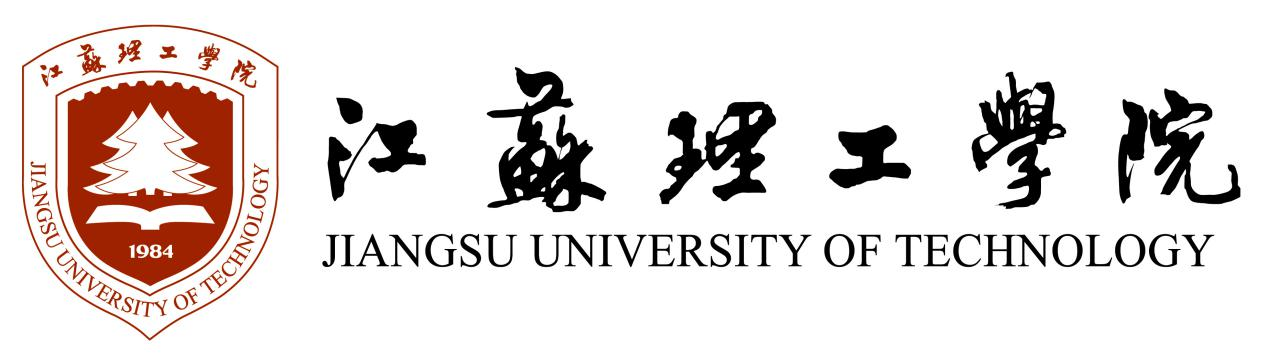 江蘇理工學院
JIANGSU UNIVERSITY OF TECHNOLOGY
1984
江蘇理工學院
JIANGSU UNIVERSITY OF TECHNOLOGY